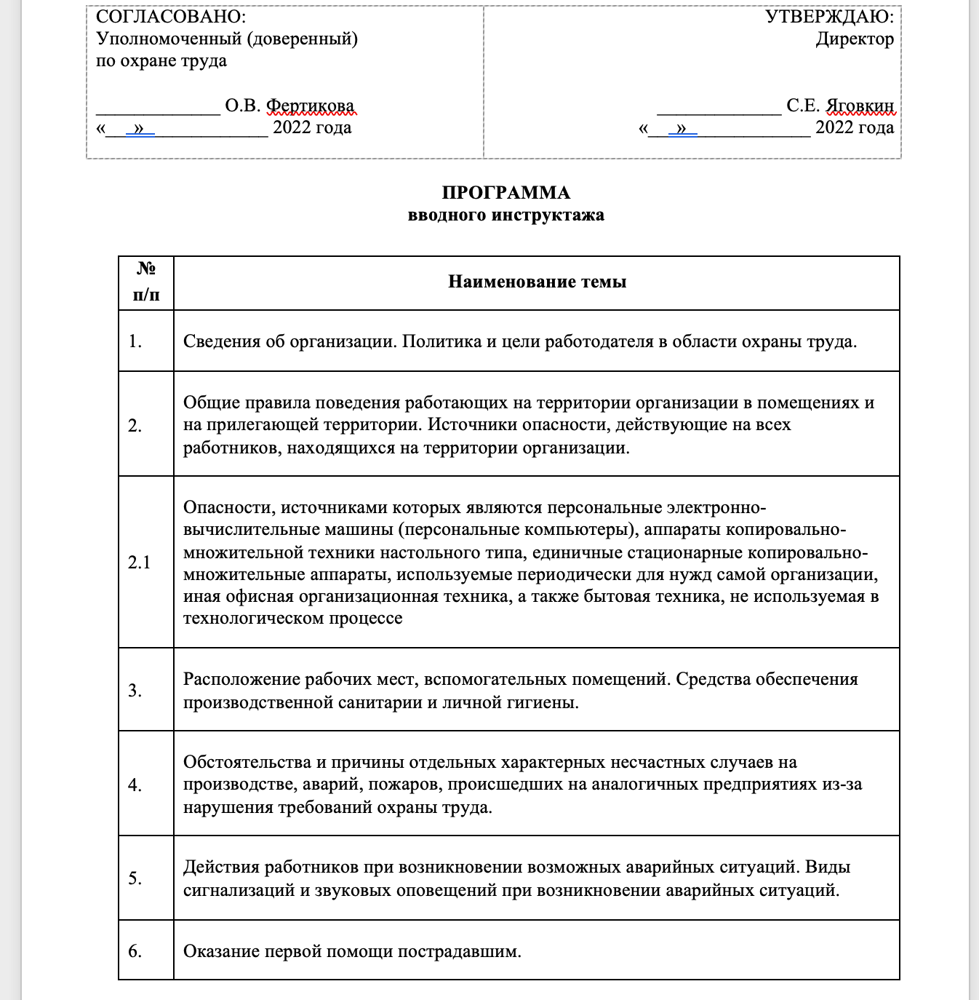 СОГЛАСОВАНО:
Уполномоченный (доверенный)
по охране труда
_____________ О.В. Фертикова
«__ _»____________ 2022 года
УТВЕРЖДАЮ:
Директор
_____________ С.Е. Яговкин
«__ _»____________ 2022 года
ПРОГРАММА
вводного инструктажа
№
п/п
Наименование темы
1.
Сведения об организации. Политика и цели работодателя в области охраны труда.
2.
Общие правила поведения работающих на территории организации в помещениях и
на прилегающей территории. Источники опасности, действующие на всех
работников, находящихся на территории организации.
2.1
Опасности, источниками которых являются персональные электронно-
вычислительные машины (персональные компьютеры), аппараты копировально-
множительной техники настольного типа, единичные стационарные копировально-
множительные аппараты, используемые периодически для нужд самой организации,
иная офисная организационная техника, а также бытовая техника, не используемая в
технологическом процессе
3.
Расположение рабочих мест, вспомогательных помещений. Средства обеспечения
производственной санитарии и личной гигиены.
4.
Обстоятельства и причины отдельных характерных несчастных случаев на
производстве, аварий, пожаров, происшедших на аналогичных предприятиях из-за
нарушения требований охраны труда.
5.
Действия работников при возникновении возможных аварийных ситуаций. Виды
сигнализаций и звуковых оповещений при возникновении аварийных ситуаций.
6.
Оказание первой помощи пострадавшим.